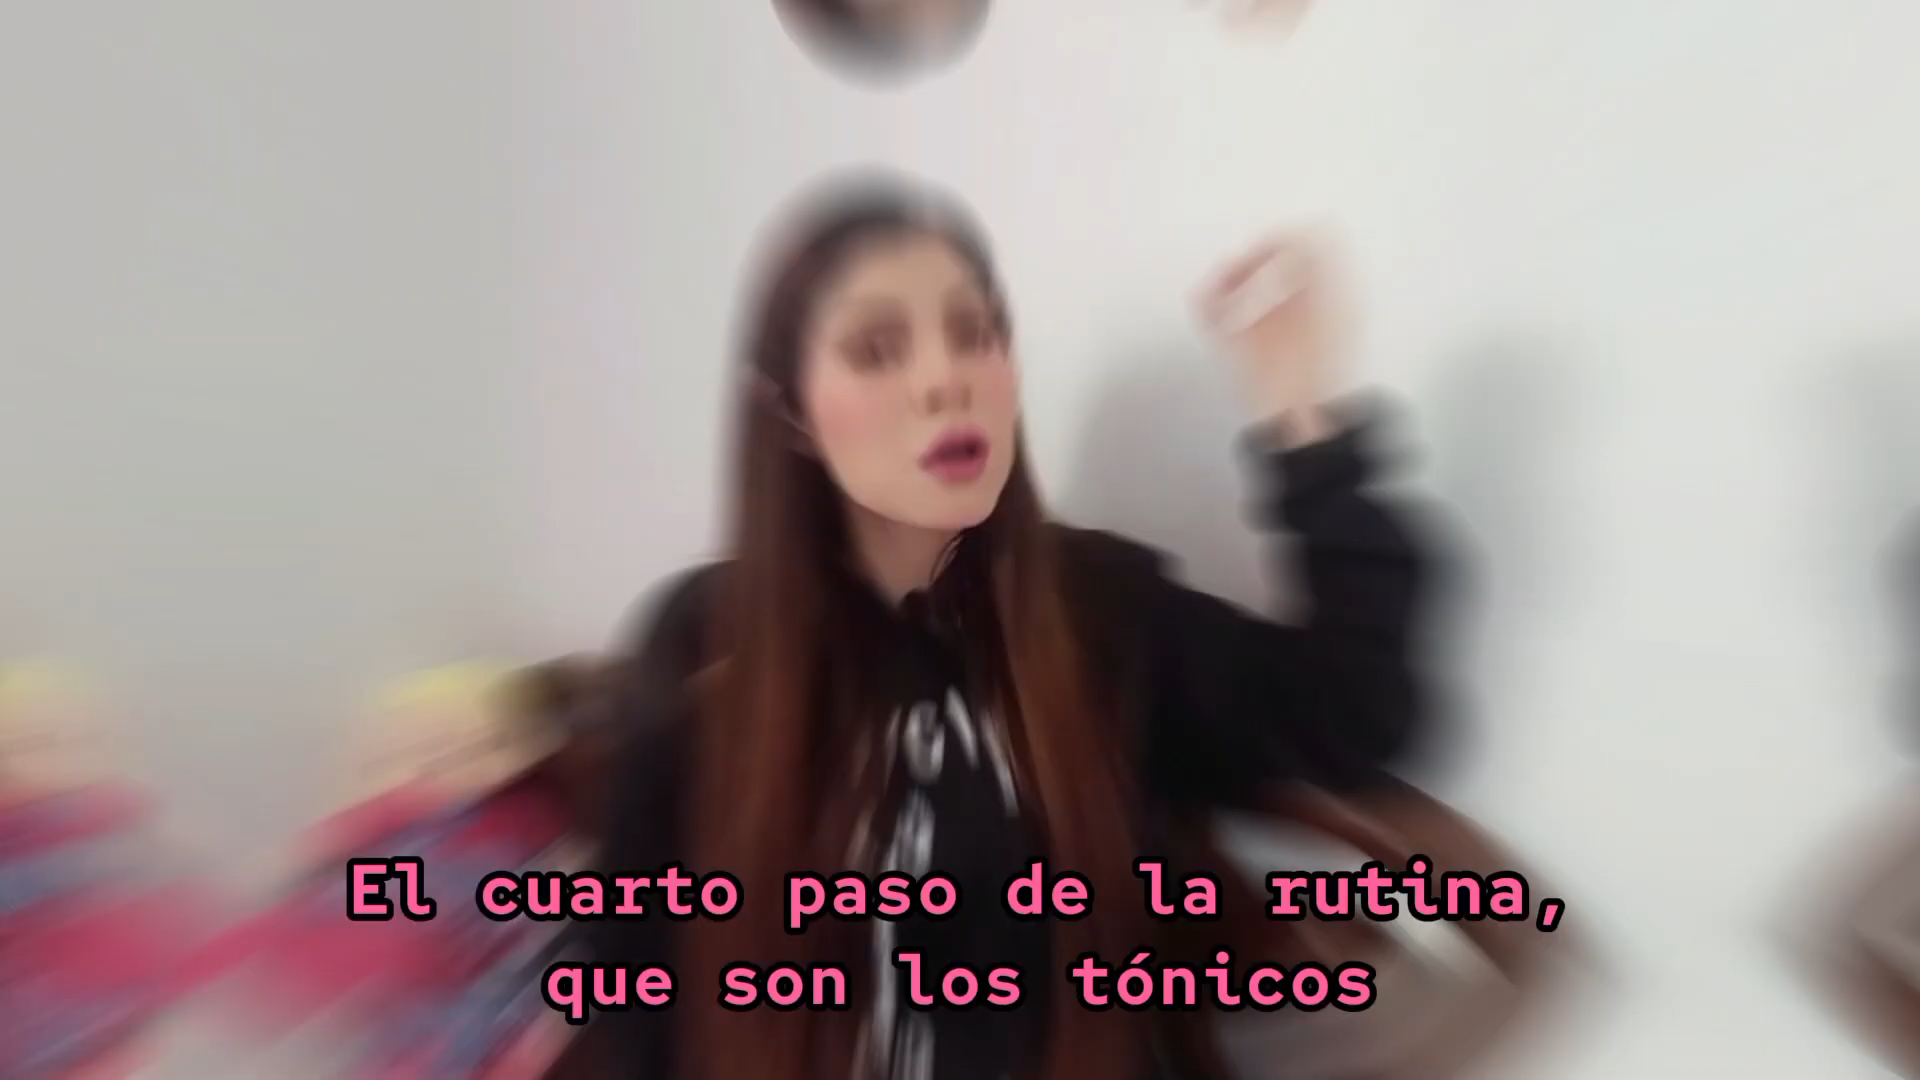 El cuarto paso de la rutina,
que son los tónicos